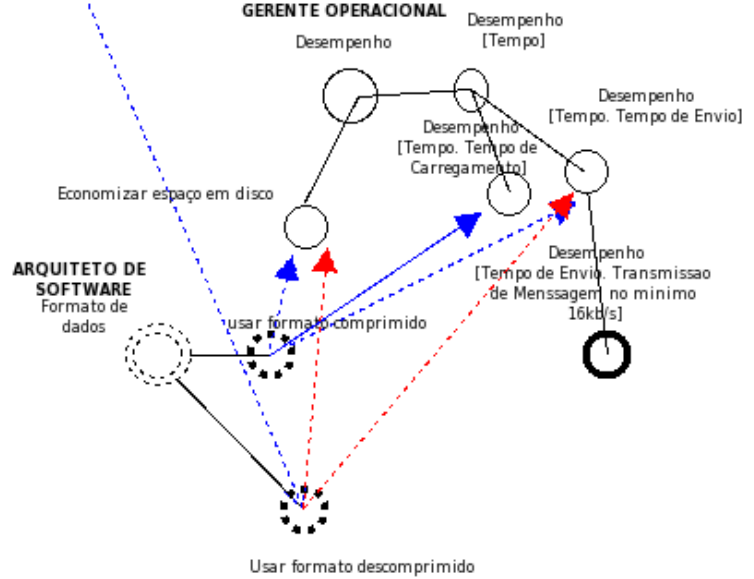 GERENTE OPERACIONAL
Desempenho
[Tempo]
Desempenho
Desempenho
[Tempo. Tempo de Envio]
Desempenho
[Tempo. Tempo de
Carregamento]
Economizar espaço em disco
Desempenho
[Tempo de Envio. Transmissao
de Menssagem no minimo
16kb/s]
ARQUITETO DE
SOFTWARE
Formato de
dados
usar formato comprimido
Usar formato descomprimido